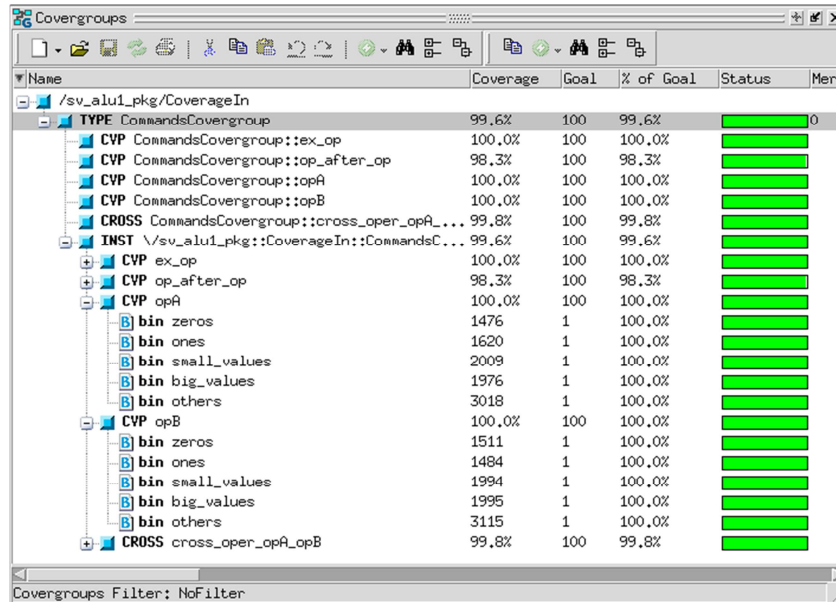 Covergroups
Name Coverage Goal % of Goal Status Mer
/sv_alu1_pkg/CoverageIn
TYPE CommandsCovergroup 99.6% 100 99.6% 0
CVP CommandsCovergroup::ex_op 100.0% 100 100.0%
CVP CommandsCovergroup::op_after_op 98.3% 100 98.3%
CVP CommandsCovergroup::opA 100.0% 100 100.0%
CVP CommandsCovergroup::opB 100.0% 100 100.0%
CROSS CommandsCovergroup::cross_oper_opA_... 99.8% 100 99.8%
INST \/sv_alu1_pkg::CoverageIn::CommandsC... 99.6% 100 99.6%
CVP ex_op 100.0% 100 100.0%
CVP op_after_op 98.3% 100 98.3%
CVP opA 100.0% 100 100.0%
B] bin zeros 1476 1 100.0%
B] bin ones 1620 1 100.0%
B] bin small_values 2009 1 100.0%
B] bin big_values 1976 1 100.0%
B] bin others 3018 1 100.0%
CVP opB 100.0% 100 100.0%
B] bin zeros 1511 1 100.0%
B] bin ones 1484 1 100.0%
B] bin small_values 1994 1 100.0%
B] bin big_values 1995 1 100.0%
B] bin others 3115 1 100.0%
CROSS cross_oper_opA_opB 99.8% 100 99.8%
Covergroups Filter: NoFilter